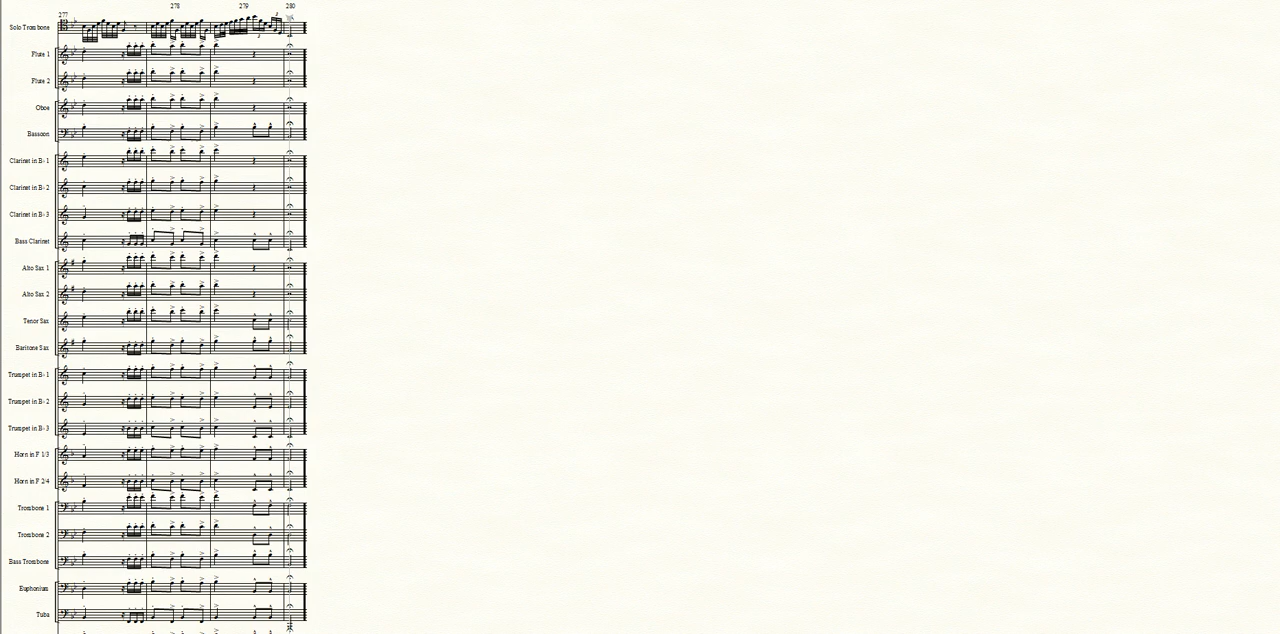 277 278 279 280
Solo Trombone
Flute 1
Flute 2
Oboe
Bassoon
Clarinet in B♭ 1
Clarinet in B♭ 2
Clarinet in B♭ 3
Bass Clarinet
Alto Sax 1
Alto Sax 2
Tenor Sax
Baritone Sax
Trumpet in B♭ 1
Trumpet in B♭ 2
Trumpet in B♭ 3
Horn in F 1/3
Horn in F 2/4
Trombone 1
Trombone 2
Bass Trombone
Euphonium
Tuba